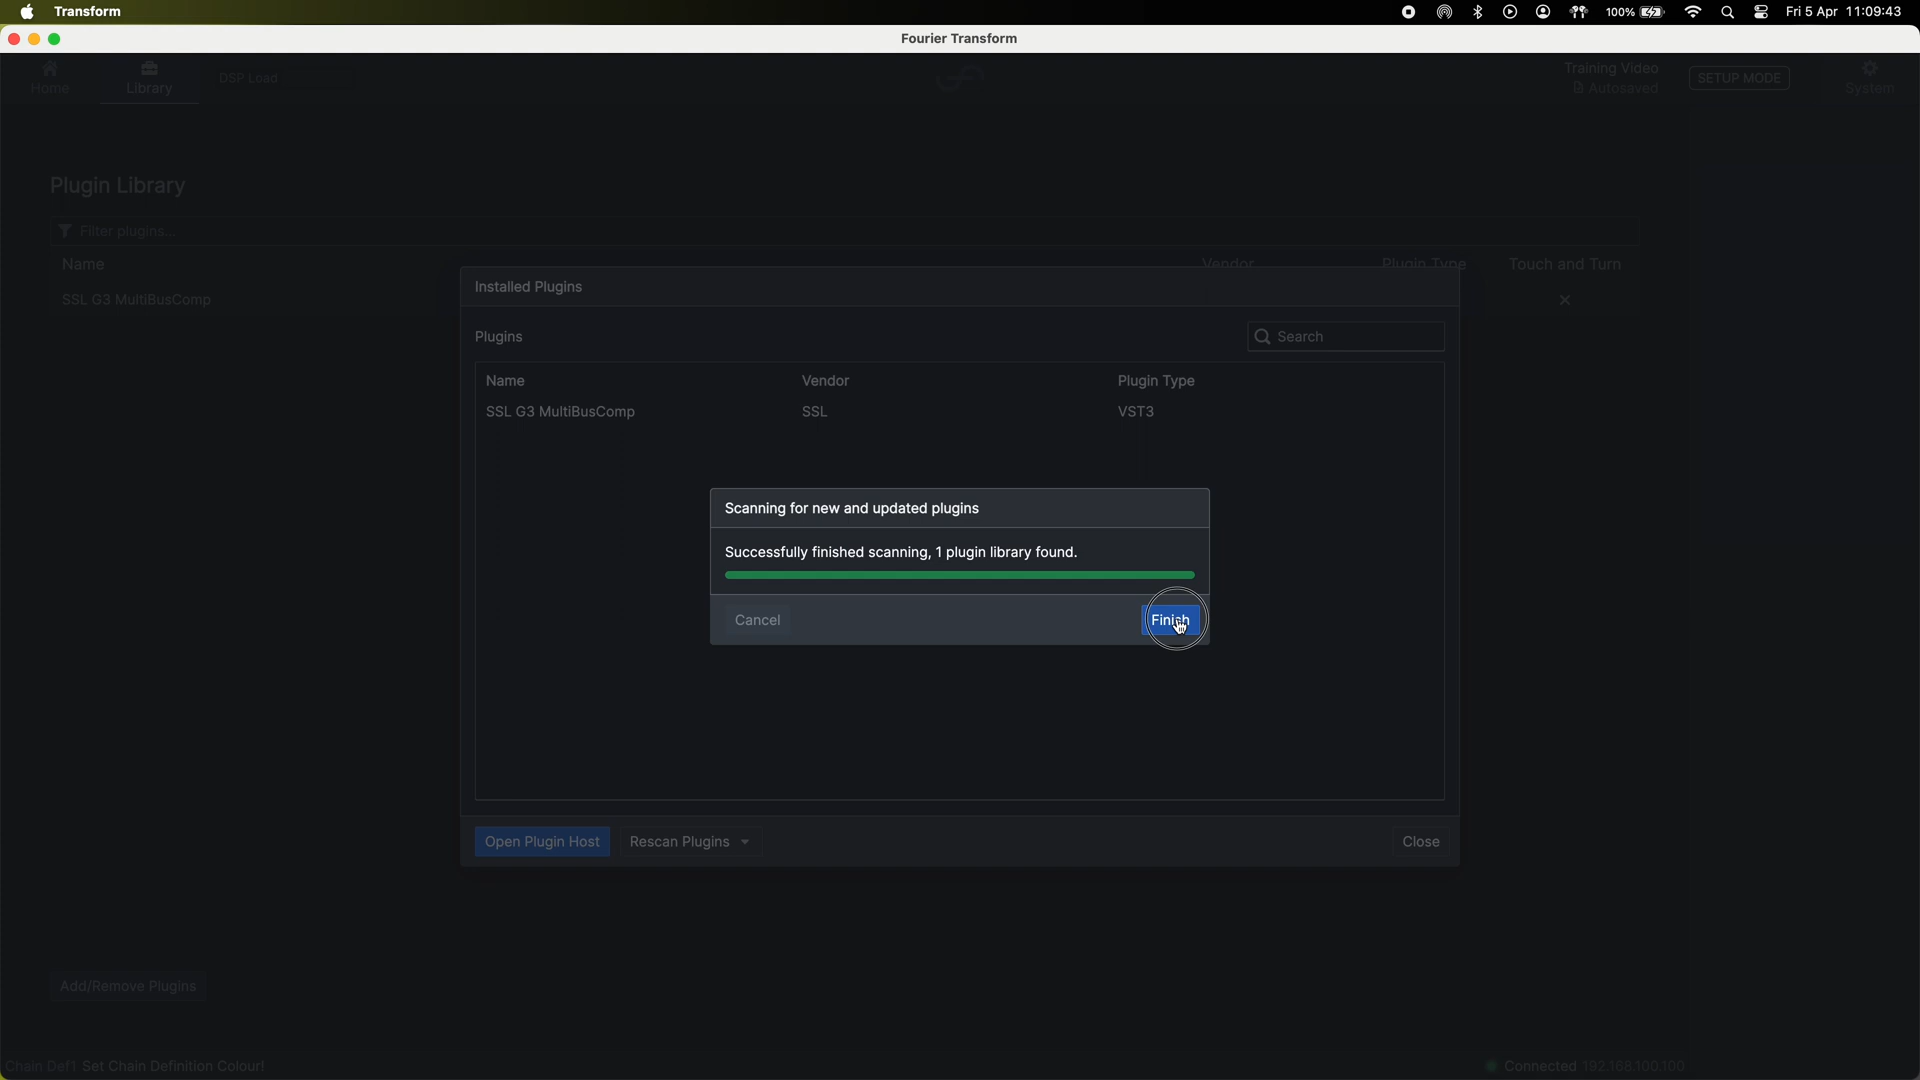 Transform
100%
Fri 5 Apr 11:09:43
Fourier Transform
Home
Library
DSP Load
Training Video
Autosaved
SETUP MODE
System
Plugin Library
Filter plugins...
Name
Vendor
Plugin Type
Touch and Turn
SSL G3 MultiBusComp
Installed Plugins
Plugins
Search
Name
Vendor
Plugin Type
SSL G3 MultiBusComp
SSL
VST3
Scanning for new and updated plugins
Successfully finished scanning, 1 plugin library found.
Cancel
Finish
Open Plugin Host
Rescan Plugins
Close
Add/Remove Plugins
Chain Def1 Set Chain Definition Colour!
Connected 192.168.100.100